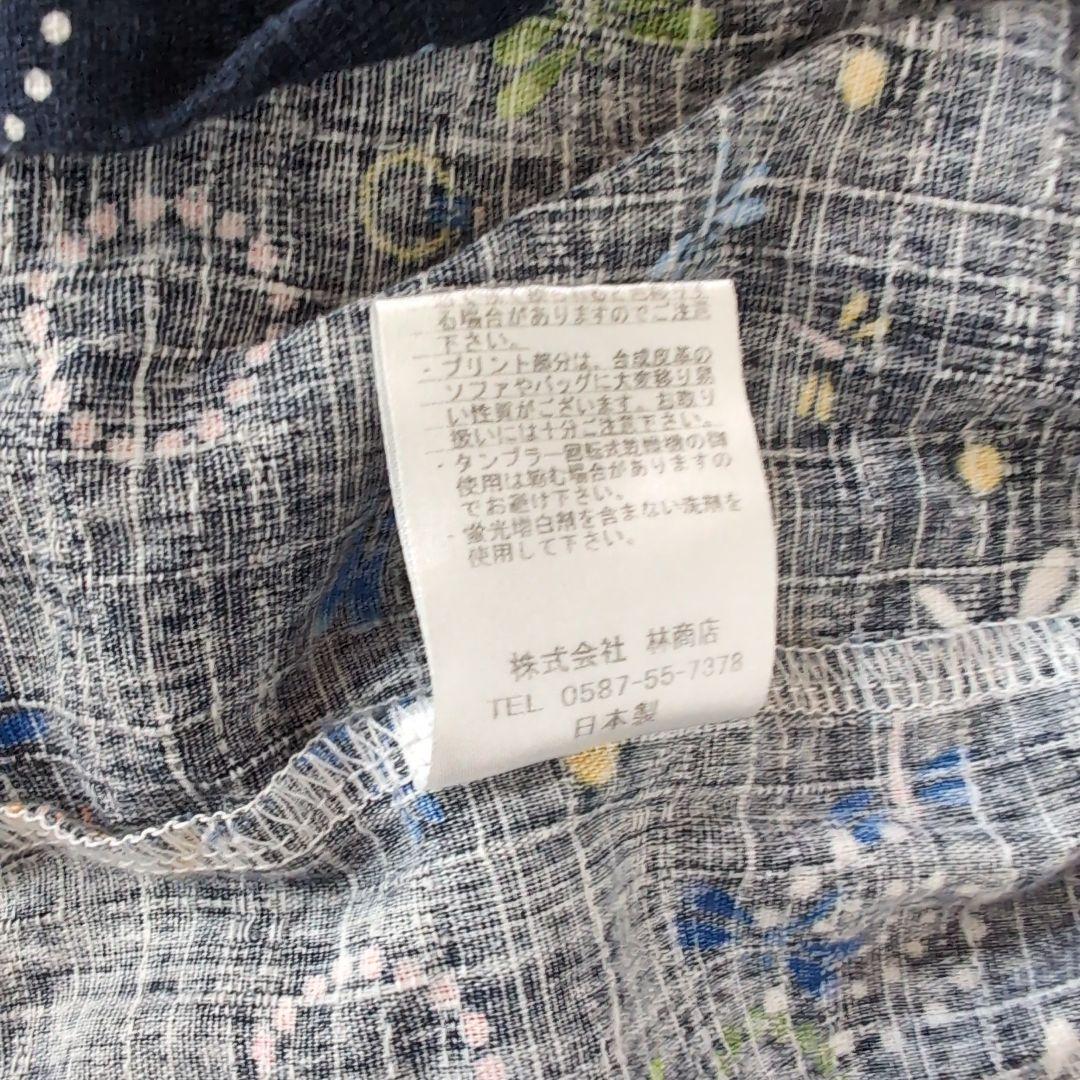 る場合がありますのでご注意
下さい。
・プリント部分は、合成皮革の
ソファやバッグに大変移り易
い性質がございます。お取り
扱いには十分ご注意下さい。
・タンブラー回転式乾燥機の御
使用は縮む場合がありますの
でお避け下さい。
・蛍光増白剤を含まない洗剤を
使用して下さい。
株式会社 林商店
TEL 0587-55-7378
日本製